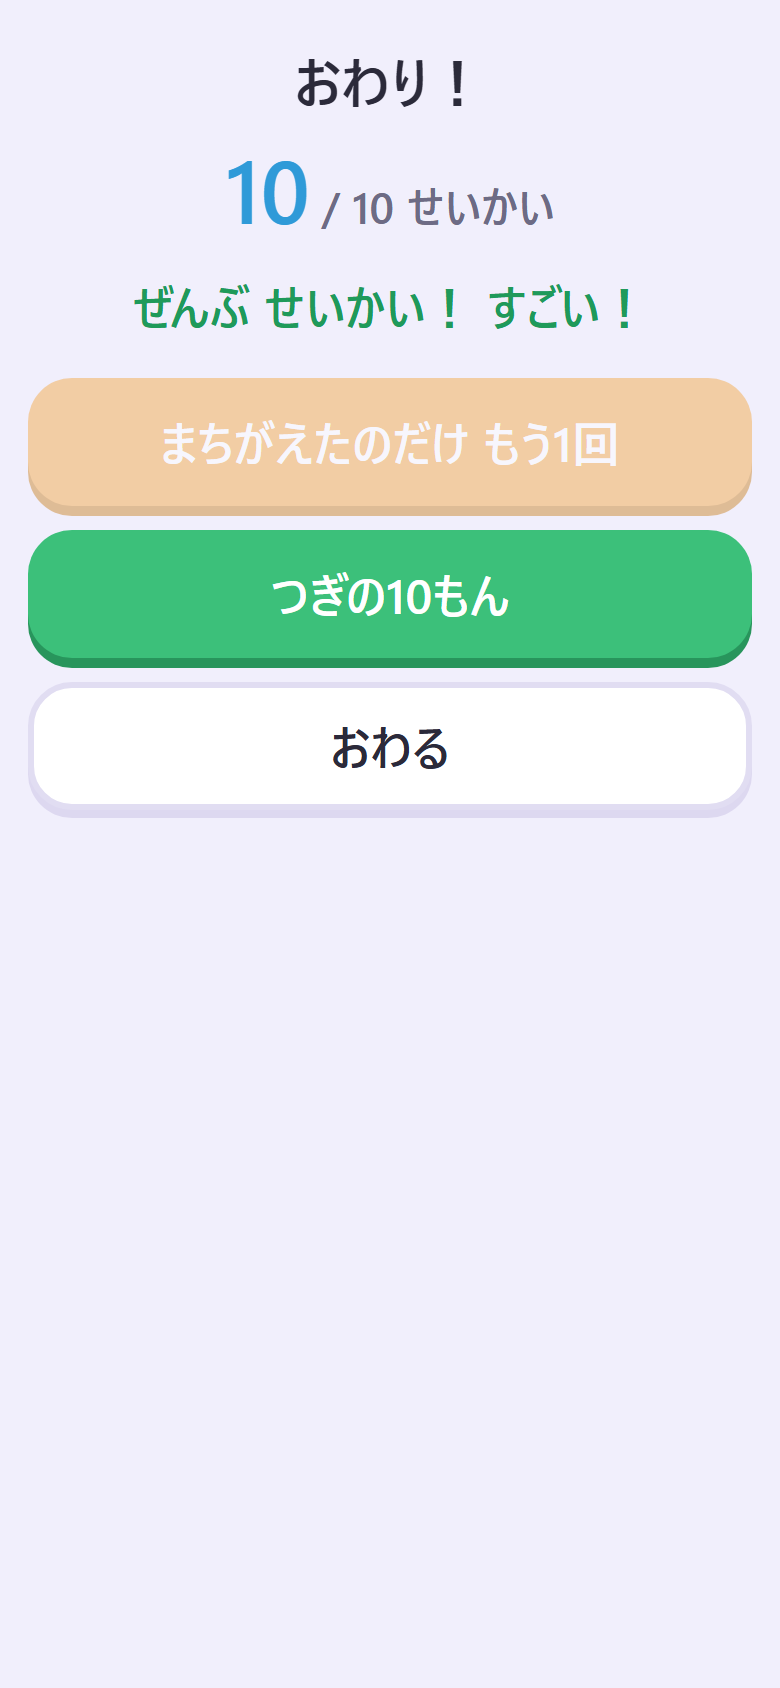 おわり！
10 / 10 せいかい
ぜんぶ せいかい！ すごい！
まちがえたのだけ もう1回
つぎの10もん
おわる